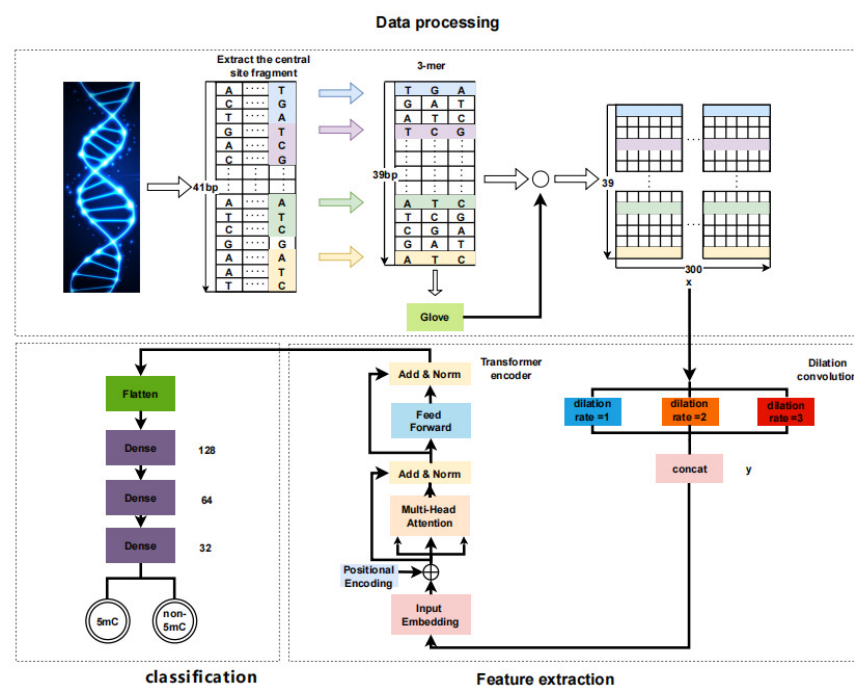 Data processing
Extract the central
site fragment
A ···· T
C ···· G
T ···· A
G ···· T
A ···· C
C ···· G
A ···· A
T ···· T
C ···· C
G ···· G
A ···· A
A ···· T
T ···· C
41bp
3-mer
T G A
G A T
A T C
T C G
A T C
T C G
C G A
G A T
A T C
39bp
Glove
39
300
x
Flatten
Dense 128
Dense 64
Dense 32
5mC
non-
5mC
classification
Transformer
encoder
Add & Norm
Feed
Forward
Add & Norm
Multi-Head
Attention
Positional
Encoding
Input
Embedding
Dilation
convolution
dilation
rate =1
dilation
rate =2
dilation
rate =3
concat y
Feature extraction